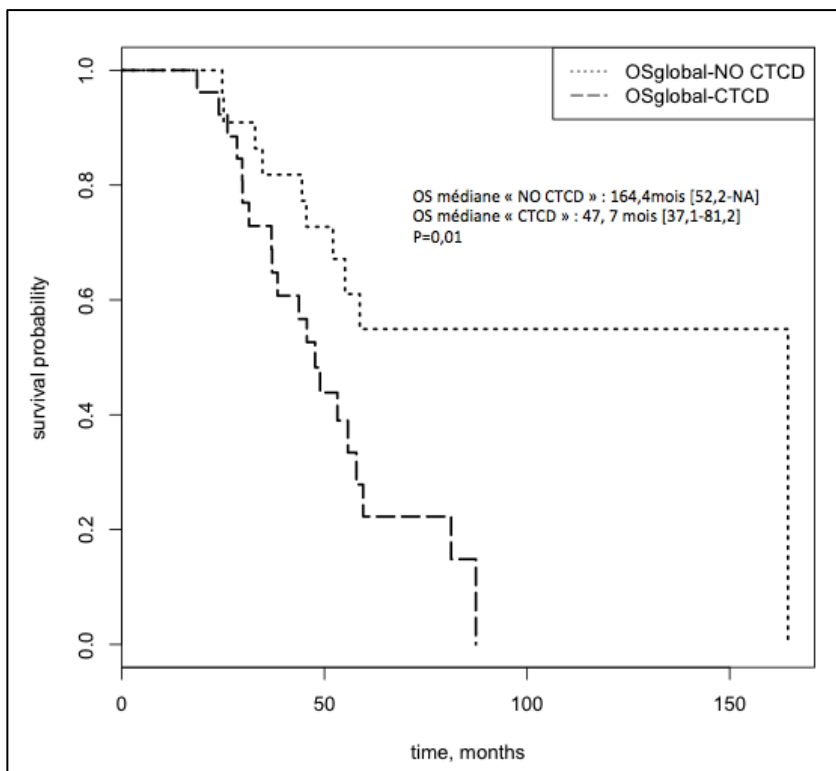 OSglobal-NO CTCD
OSglobal-CTCD
OS médiane « NO CTCD » : 164,4mois [52,2-NA]
OS médiane « CTCD » : 47, 7 mois [37,1-81,2]
P=0,01
survival probability
1.0
0.8
0.6
0.4
0.2
0.0
0 50 100 150
time, months